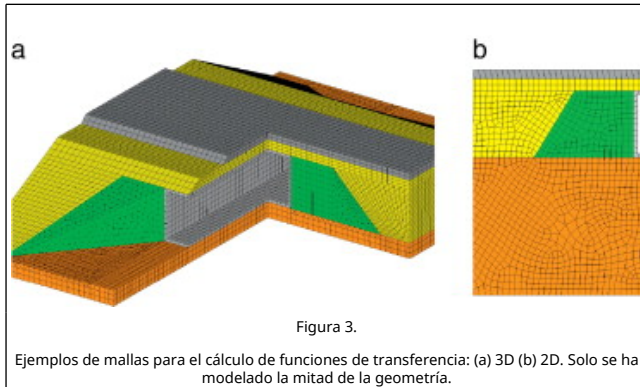 a
b
Figura 3.
Ejemplos de mallas para el cálculo de funciones de transferencia: (a) 3D (b) 2D. Solo se ha
modelado la mitad de la geometría.